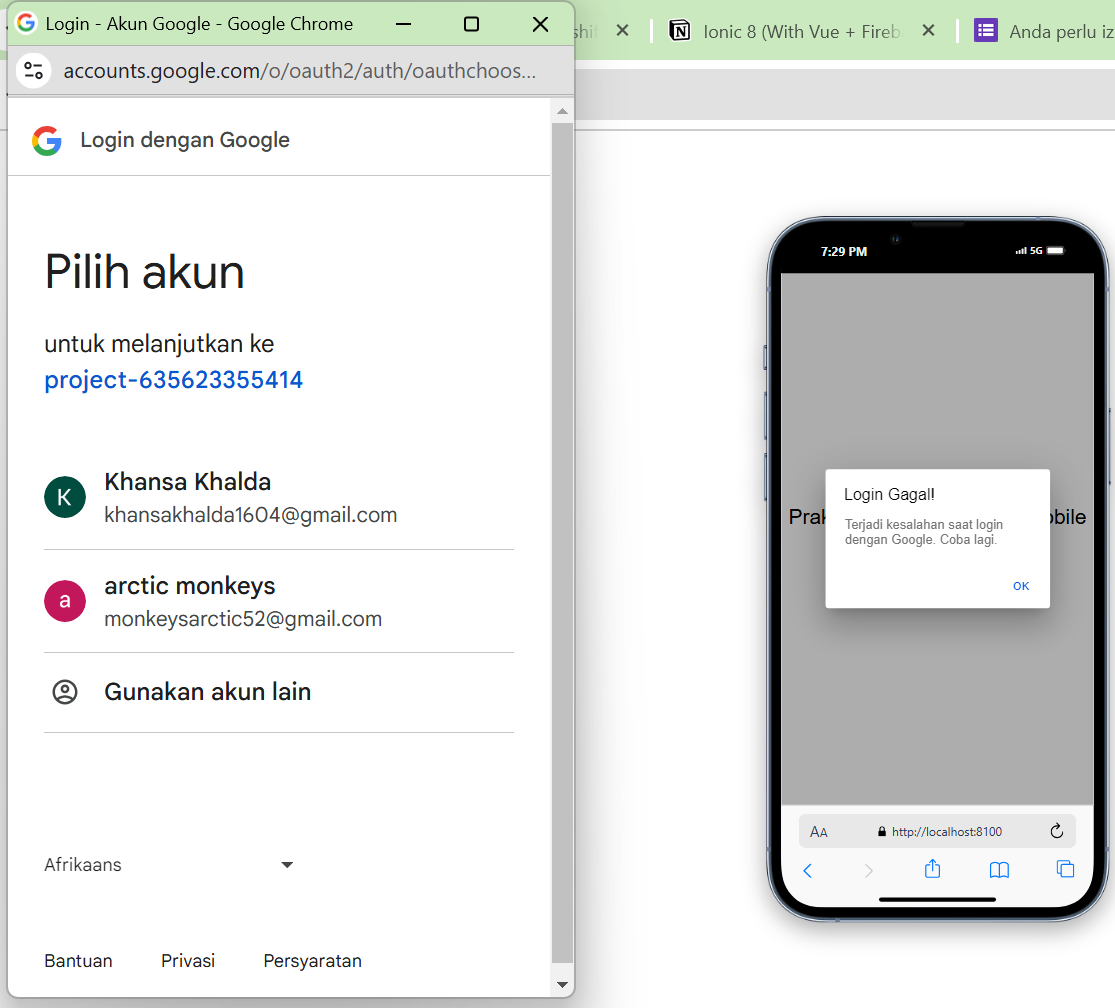 Login - Akun Google - Google Chrome
accounts.google.com/o/oauth2/auth/oauthchoos...
Ionic 8 (With Vue + Fireb
Anda perlu iz
Login dengan Google
Pilih akun
untuk melanjutkan ke
project-635623355414
K
Khansa Khalda
khansakhalda1604@gmail.com
a
arctic monkeys
monkeysarctic52@gmail.com
Gunakan akun lain
Afrikaans
Bantuan
Privasi
Persyaratan
7:29 PM
5G
Login Gagal!
Terjadi kesalahan saat login
dengan Google. Coba lagi.
OK
AA
http://localhost:8100